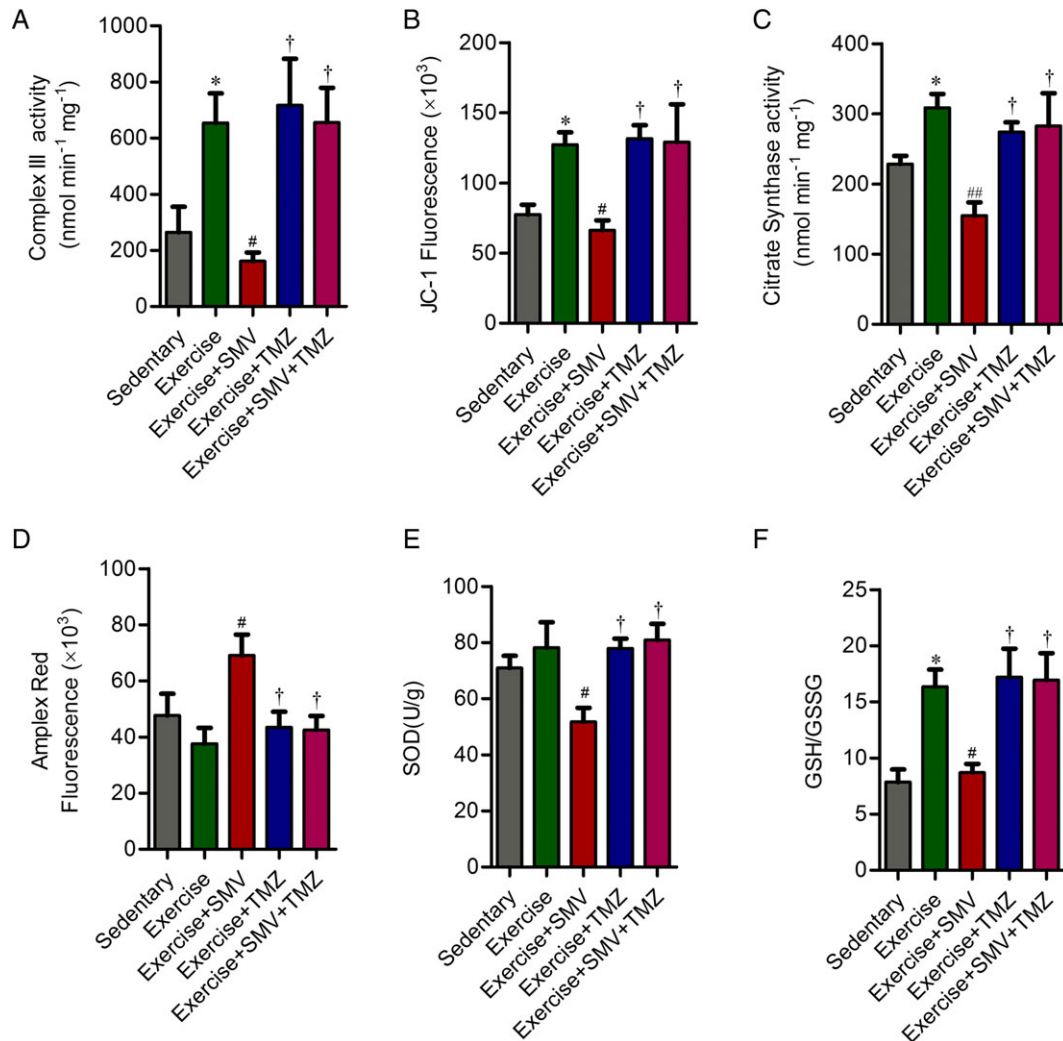 A
Complex III activity
(nmol min⁻¹ mg⁻¹)
1000
800
600
400
200
0
*
#
†
†
Sedentary
Exercise
Exercise+SMV
Exercise+TMZ
Exercise+SMV+TMZ
B
JC-1 Fluorescence (×10³)
200
150
100
50
0
*
#
†
†
Sedentary
Exercise
Exercise+SMV
Exercise+TMZ
Exercise+SMV+TMZ
C
Citrate Synthase activity
(nmol min⁻¹ mg⁻¹)
400
300
200
100
0
*
##
†
†
Sedentary
Exercise
Exercise+SMV
Exercise+TMZ
Exercise+SMV+TMZ
D
Amplex Red
Fluorescence (×10³)
100
80
60
40
20
0
#
†
†
Sedentary
Exercise
Exercise+SMV
Exercise+TMZ
Exercise+SMV+TMZ
E
SOD(U/g)
100
80
60
40
20
0
#
†
†
Sedentary
Exercise
Exercise+SMV
Exercise+TMZ
Exercise+SMV+TMZ
F
GSH/GSSG
25
20
15
10
5
0
*
#
†
†
Sedentary
Exercise
Exercise+SMV
Exercise+TMZ
Exercise+SMV+TMZ